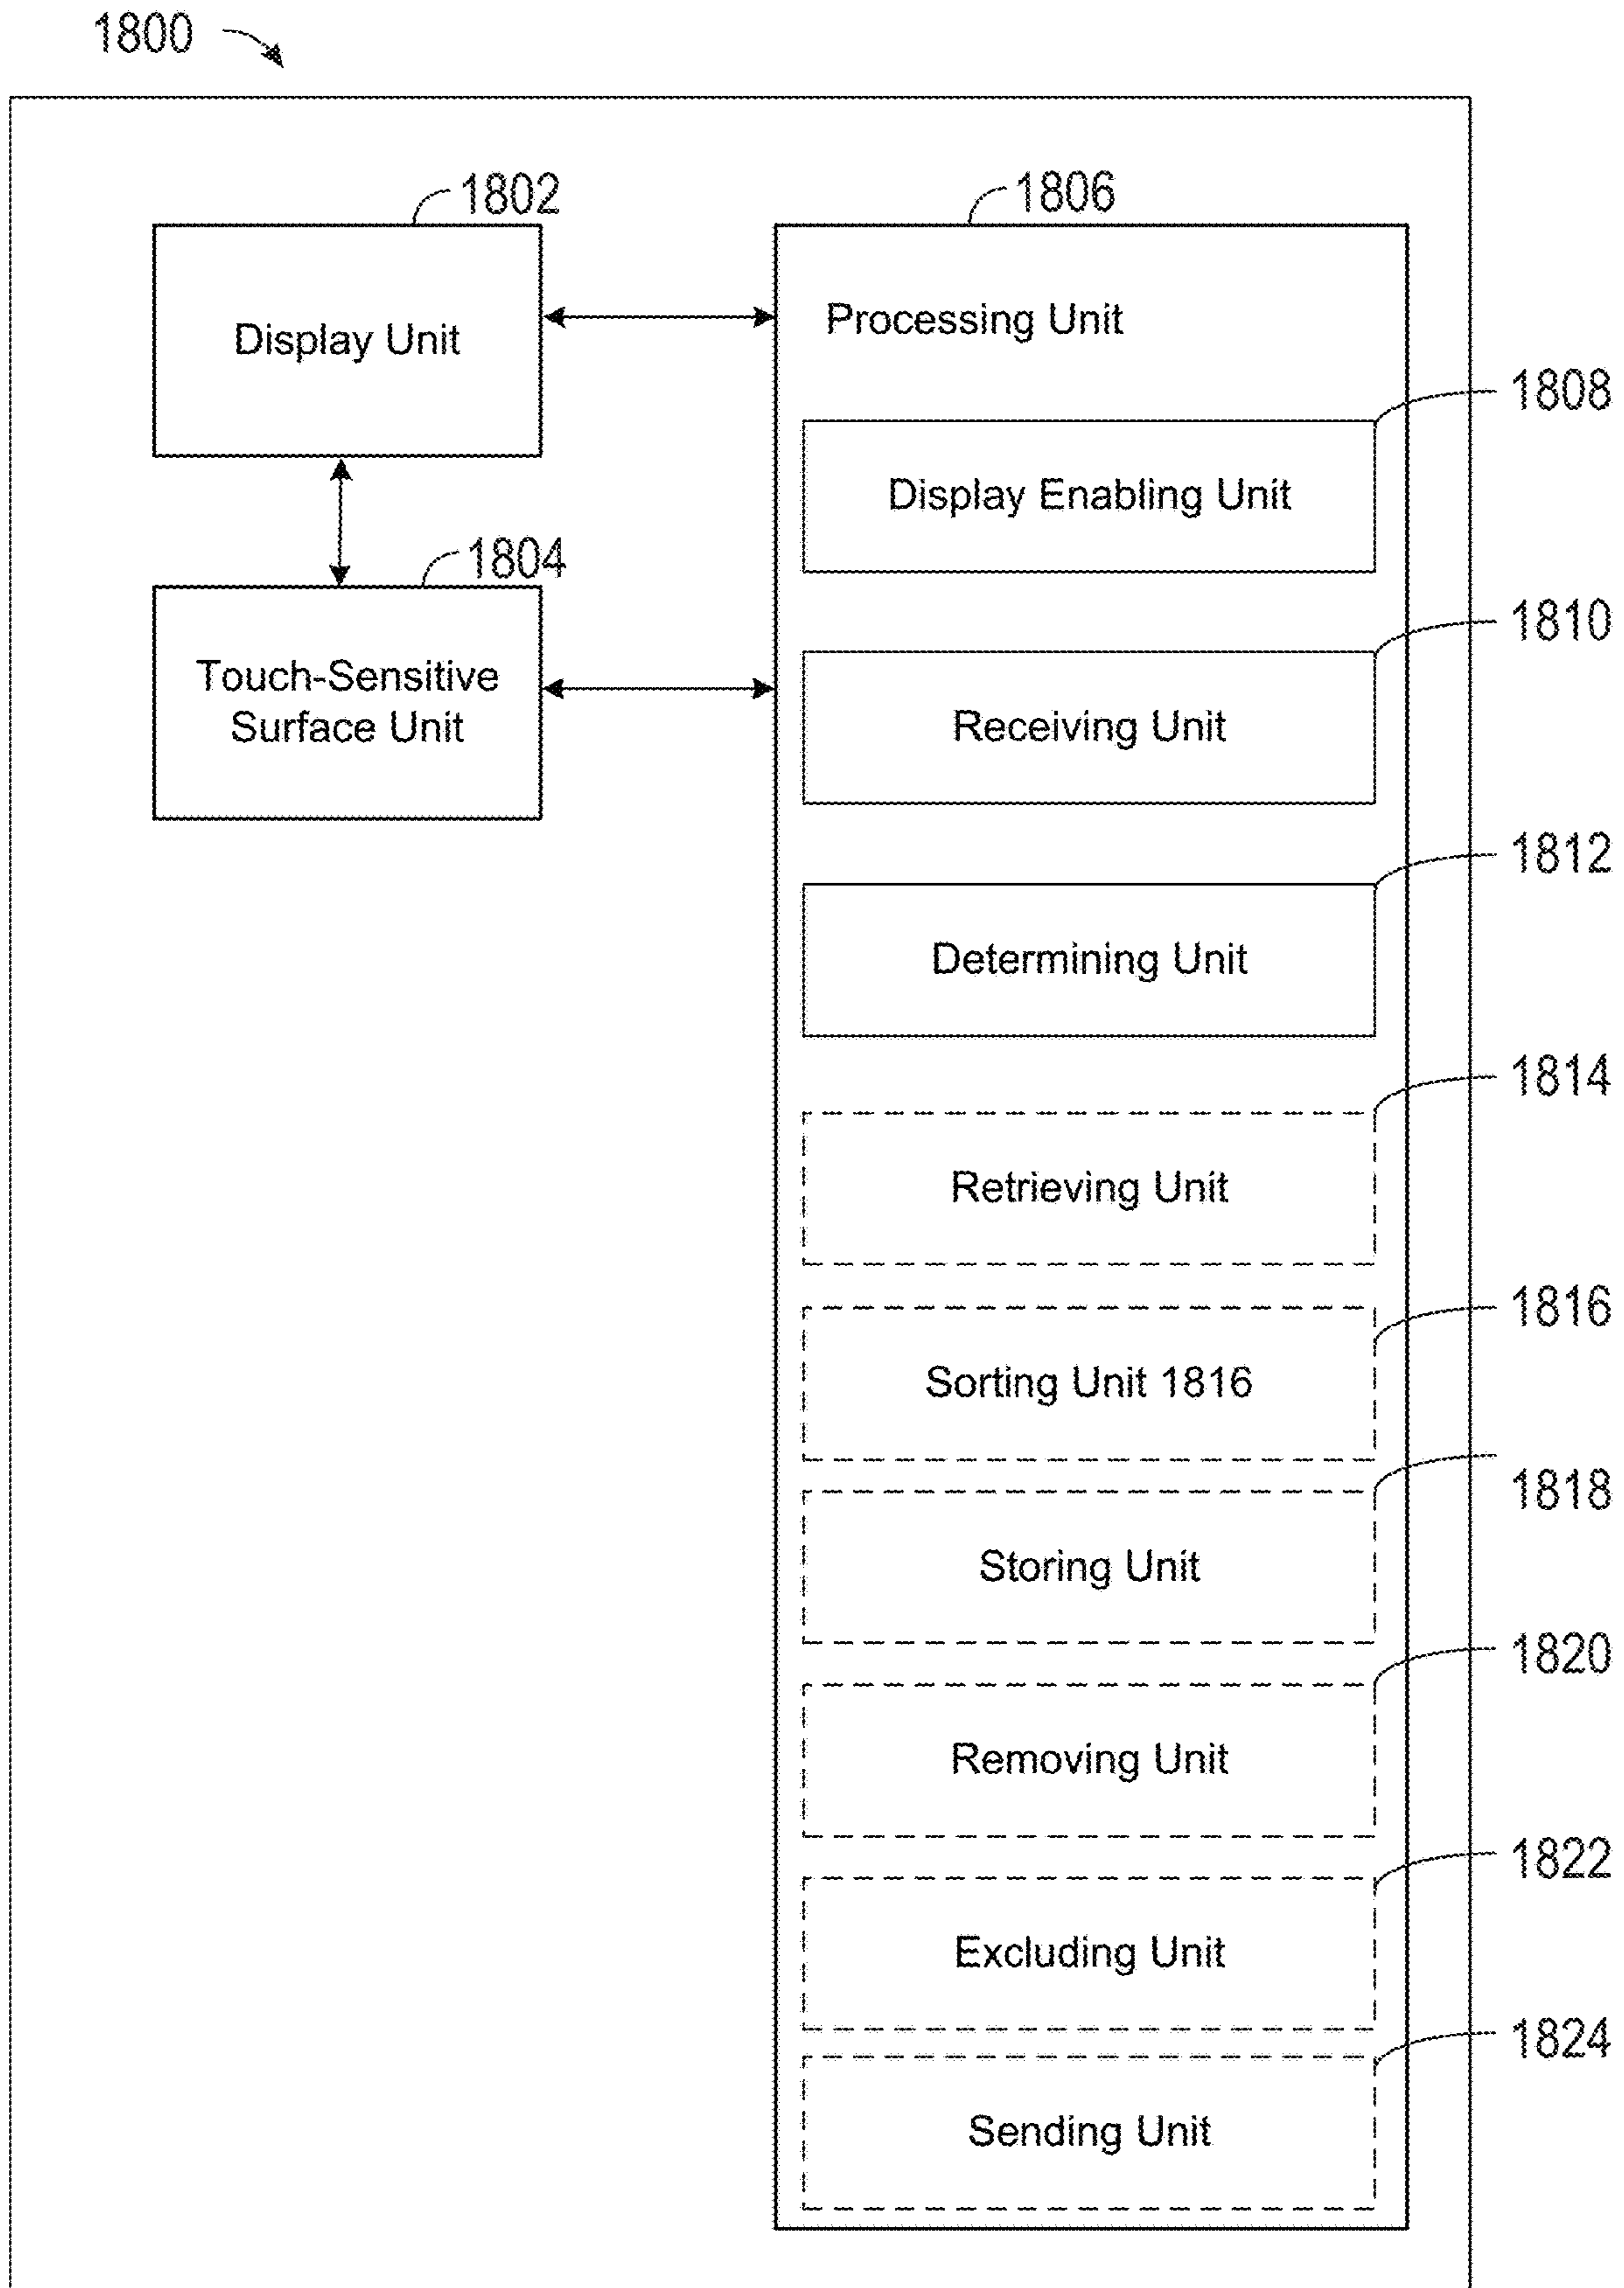 1800
1802
1806
Display Unit
Processing Unit
1808
Display Enabling Unit
1804
Touch-Sensitive
Surface Unit
1810
Receiving Unit
1812
Determining Unit
1814
Retrieving Unit
1816
Sorting Unit 1816
1818
Storing Unit
1820
Removing Unit
1822
Excluding Unit
1824
Sending Unit